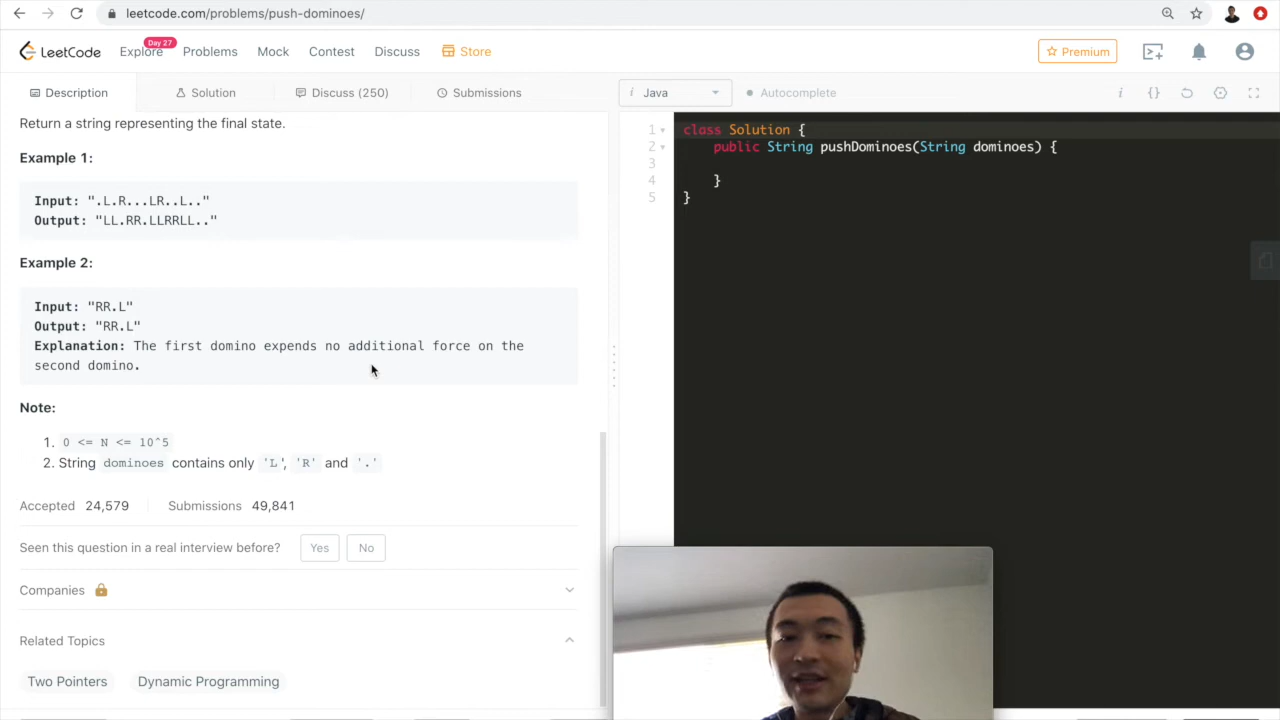 leetcode.com/problems/push-dominoes/
LeetCode
Explore
Day 27
Problems
Mock
Contest
Discuss
Store
Premium
Description
Solution
Discuss (250)
Submissions
i Java
Autocomplete
i
{}
Return a string representing the final state.
Example 1:
Input: ".L.R...LR..L.."
Output: "LL.RR.LLRRLL.."
Example 2:
Input: "RR.L"
Output: "RR.L"
Explanation: The first domino expends no additional force on the
second domino.
Note:
1. 0 <= N <= 10^5
2. String dominoes contains only 'L', 'R' and '.'
Accepted 24,579
Submissions 49,841
Seen this question in a real interview before?
Yes
No
Companies
Related Topics
Two Pointers
Dynamic Programming
1 class Solution {
2 public String pushDominoes(String dominoes) {
3
4 }
5 }